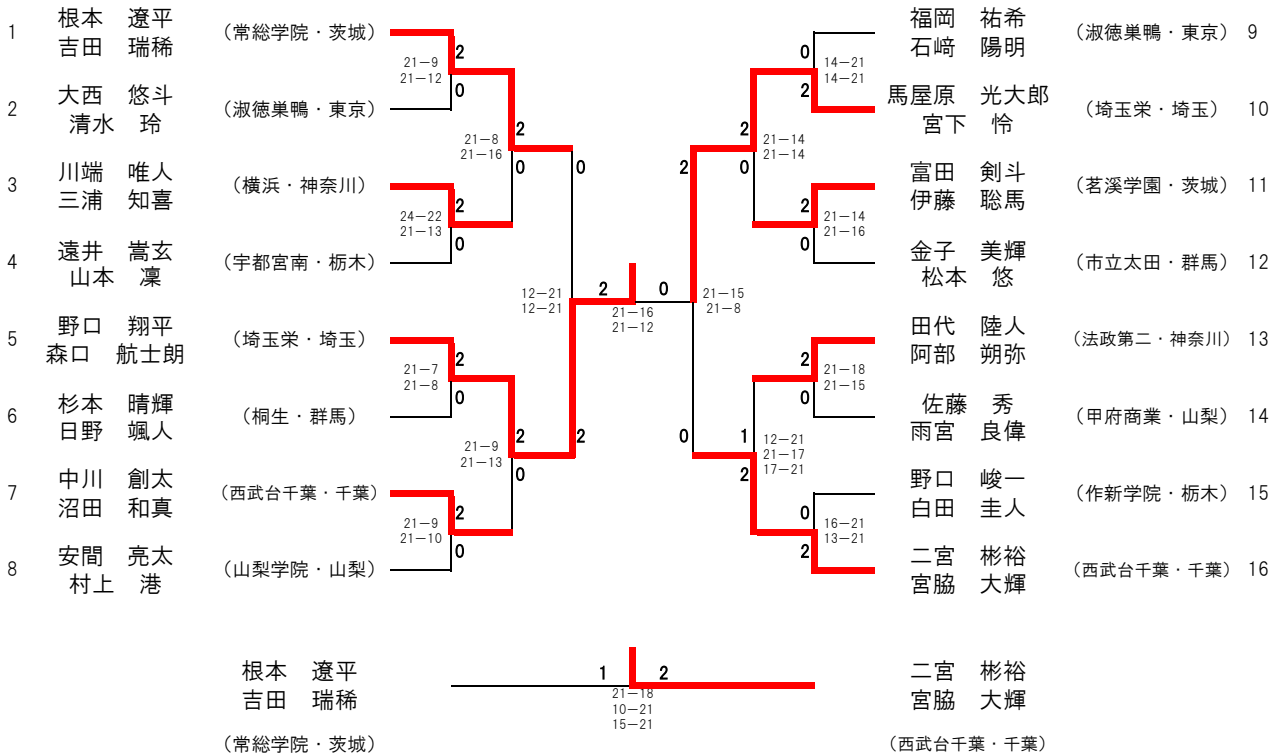 1 根本　遼平
吉田　瑞稀 （常総学院・茨城）
2 大西　悠斗
清水　玲 （淑徳巣鴨・東京）
3 川端　唯人
三浦　知喜 （横浜・神奈川）
4 遠井　嵩玄
山本　凜 （宇都宮南・栃木）
5 野口　翔平
森口　航士朗 （埼玉栄・埼玉）
6 杉本　晴輝
日野　颯人 （桐生・群馬）
7 中川　創太
沼田　和真 （西武台千葉・千葉）
8 安間　亮太
村上　港 （山梨学院・山梨）
2
21－9
21－12
0
2
24－22
21－13
0
2
21－7
21－8
0
2
21－9
21－10
0
2
21－8
21－16
0
2
21－9
21－13
0
0
12－21
12－21
2
2 0
21－16
21－12
2
21－15
21－8
0
2
21－14
21－14
0
1
12－21
21－17
17－21
2
0
14－21
14－21
2
2
21－14
21－16
0
2
21－18
21－15
0
0
16－21
13－21
2
福岡　祐希
石﨑　陽明 （淑徳巣鴨・東京） 9
馬屋原　光大郎
宮下　怜 （埼玉栄・埼玉） 10
富田　剣斗
伊藤　聡馬 （茗溪学園・茨城） 11
金子　美輝
松本　悠 （市立太田・群馬） 12
田代　陸人
阿部　朔弥 （法政第二・神奈川） 13
佐藤　秀
雨宮　良偉 （甲府商業・山梨） 14
野口　峻一
白田　圭人 （作新学院・栃木） 15
二宮　彬裕
宮脇　大輝 （西武台千葉・千葉） 16
根本　遼平
吉田　瑞稀
（常総学院・茨城）
1 2
21－18
10－21
15－21
二宮　彬裕
宮脇　大輝
（西武台千葉・千葉）